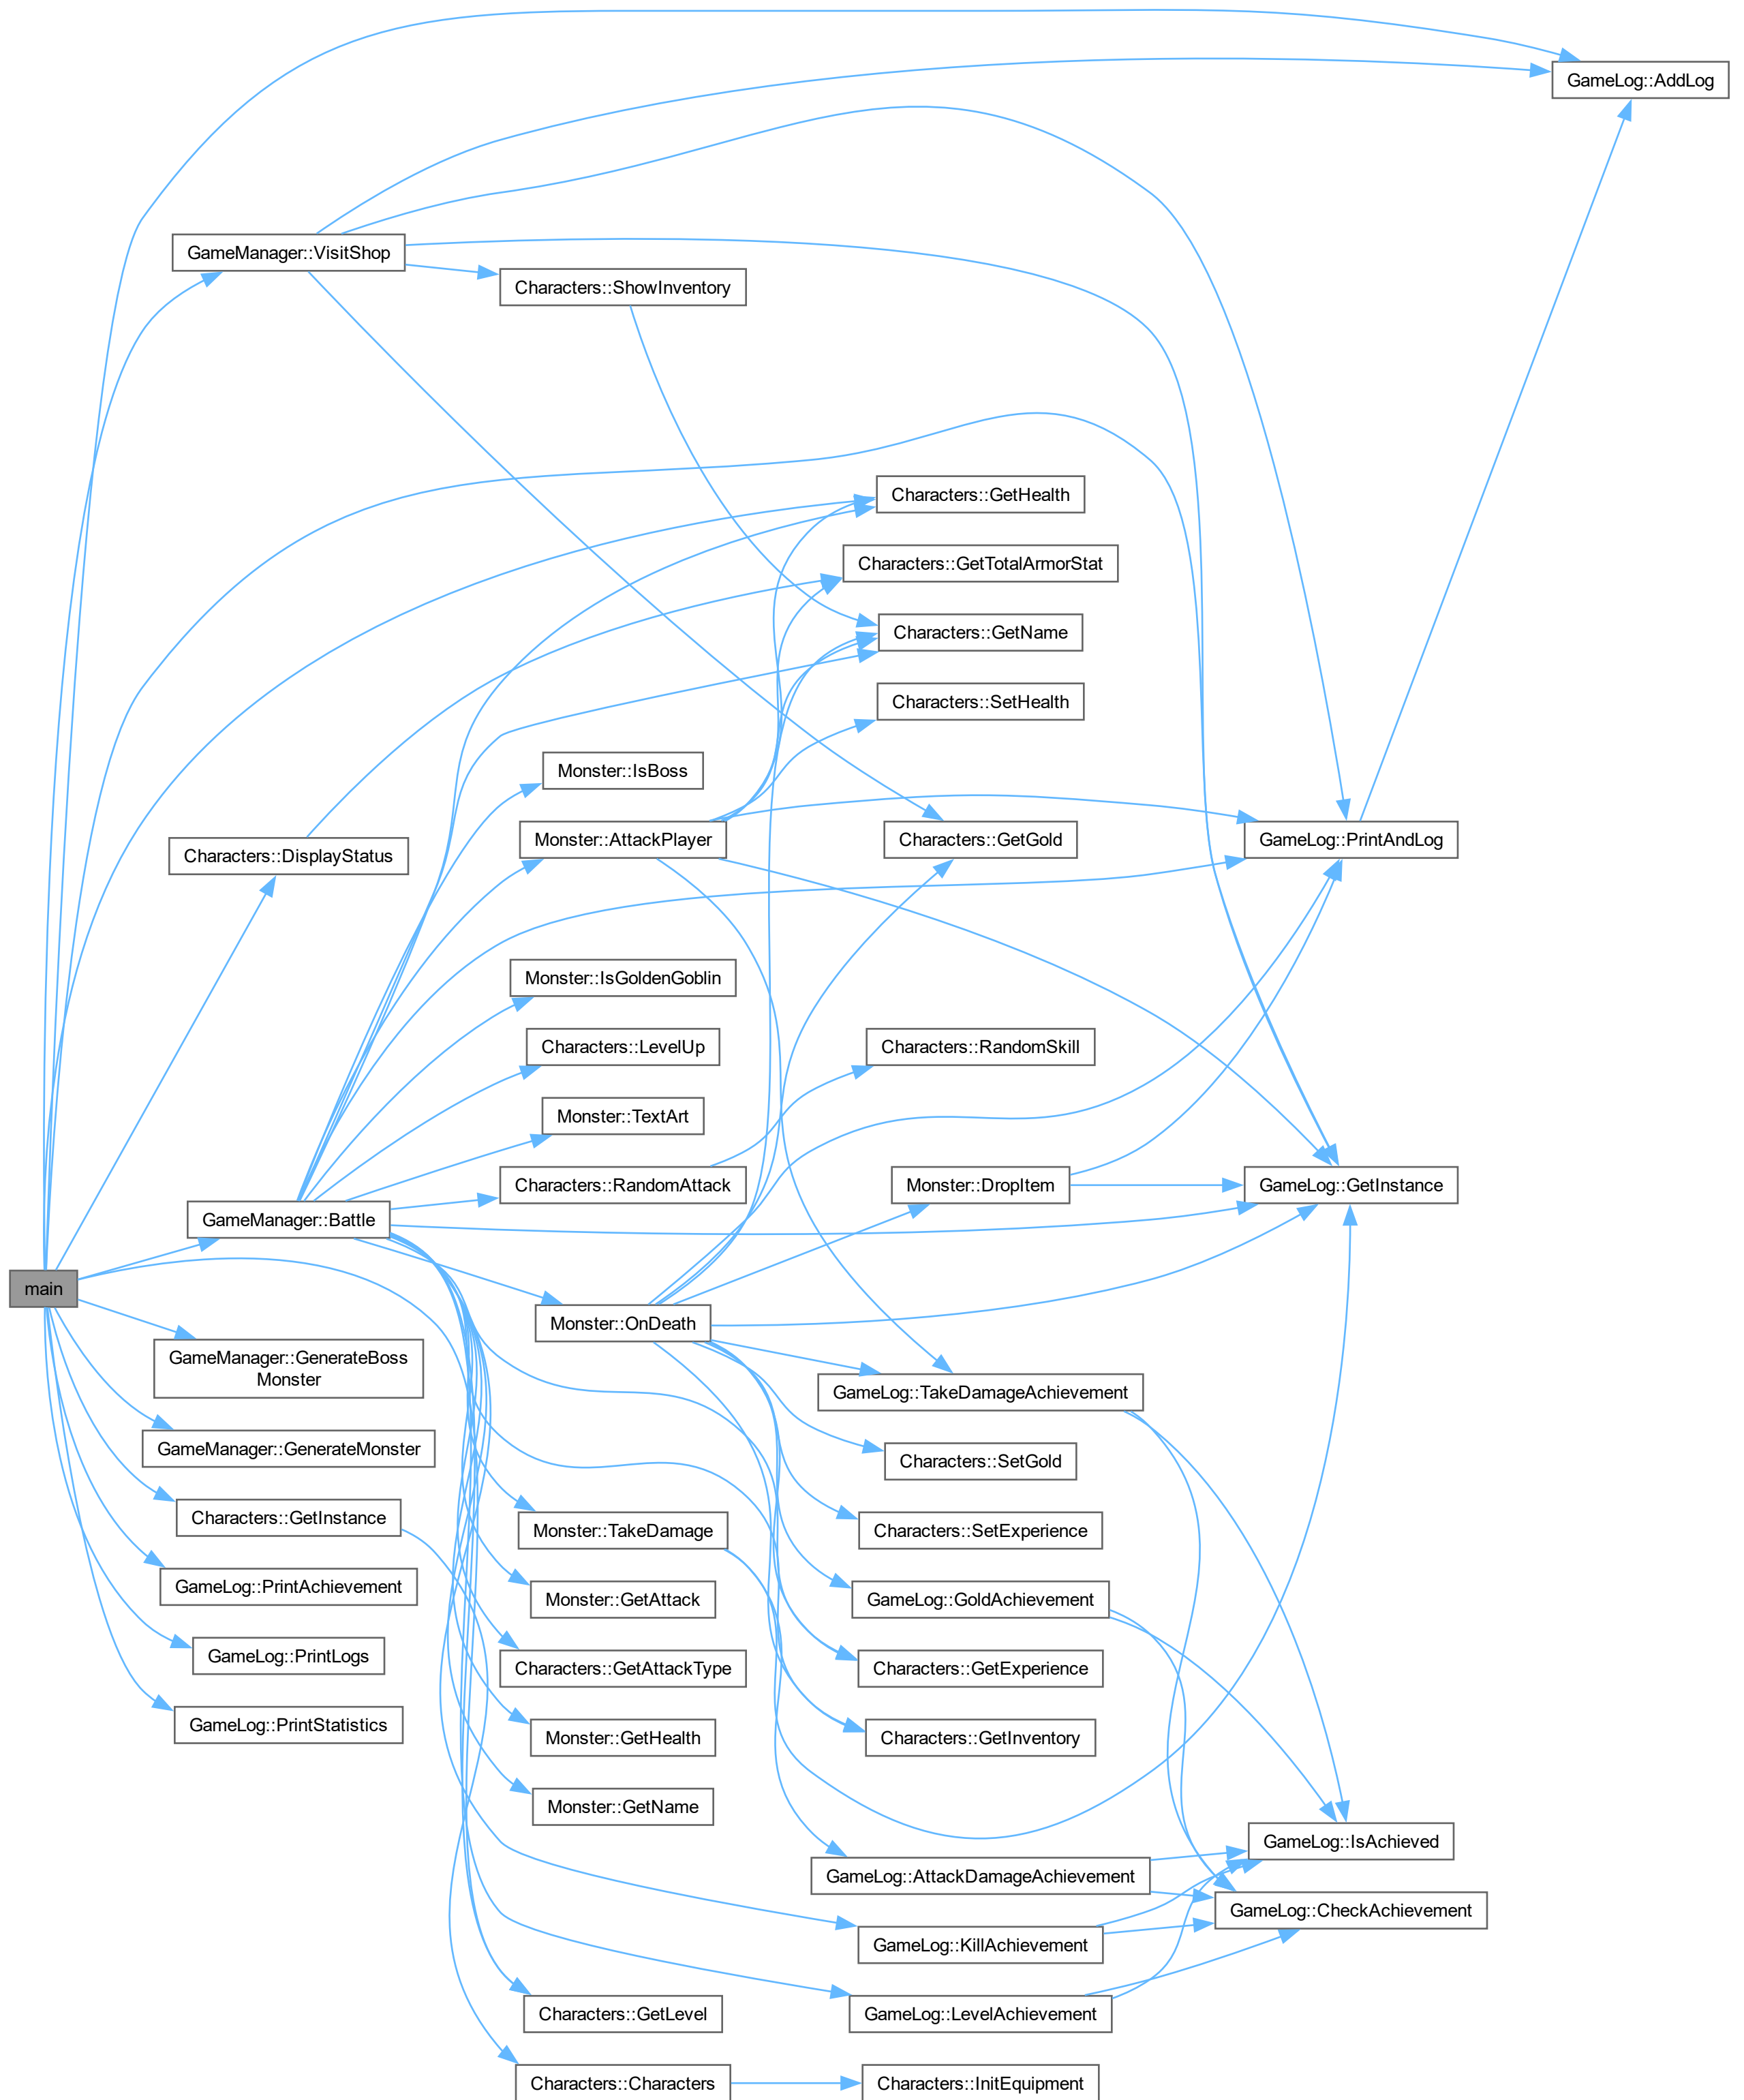 GameLog::AddLog
GameManager::VisitShop
Characters::ShowInventory
Characters::GetHealth
Characters::GetTotalArmorStat
Characters::GetName
Characters::SetHealth
Monster::IsBoss
Monster::AttackPlayer
Characters::GetGold
GameLog::PrintAndLog
Characters::DisplayStatus
Monster::IsGoldenGoblin
Characters::LevelUp
Characters::RandomSkill
Monster::TextArt
Characters::RandomAttack
Monster::DropItem
GameLog::GetInstance
GameManager::Battle
main
Monster::OnDeath
GameManager::GenerateBoss
Monster
GameLog::TakeDamageAchievement
GameManager::GenerateMonster
Characters::SetGold
Characters::GetInstance
Monster::TakeDamage
Characters::SetExperience
GameLog::PrintAchievement
Monster::GetAttack
GameLog::GoldAchievement
GameLog::PrintLogs
Characters::GetAttackType
Characters::GetExperience
GameLog::PrintStatistics
Monster::GetHealth
Characters::GetInventory
Monster::GetName
GameLog::IsAchieved
GameLog::AttackDamageAchievement
GameLog::CheckAchievement
GameLog::KillAchievement
Characters::GetLevel
GameLog::LevelAchievement
Characters::Characters
Characters::InitEquipment